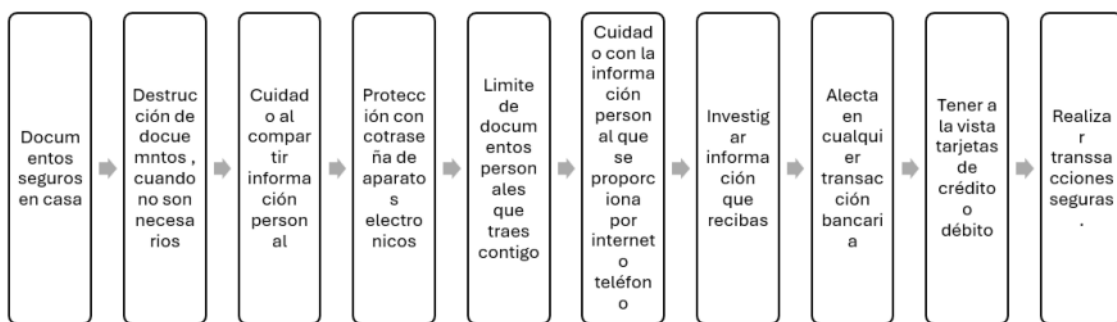 Docum
entos
seguros
en casa
Destruc
ción de
docue
mntos ,
cuando
no son
necesa
rios
Cuidad
o al
compar
tir
informa
ción
person
al
Protecc
ión con
cotrase
ña de
aparato
s
electro
nicos
Limite
de
docum
entos
person
ales
que
traes
contigo
Cuidad
o con la
informa
ción
person
al que
se
proporc
iona
por
internet
o
teléfon
o
Investig
ar
informa
ción
que
recibas
Alecta
en
cualqui
er
transac
ción
bancari
a
Tener a
la vista
tarjetas
de
crédito
o
débito
Realiza
r
transsa
cciones
seguras
.